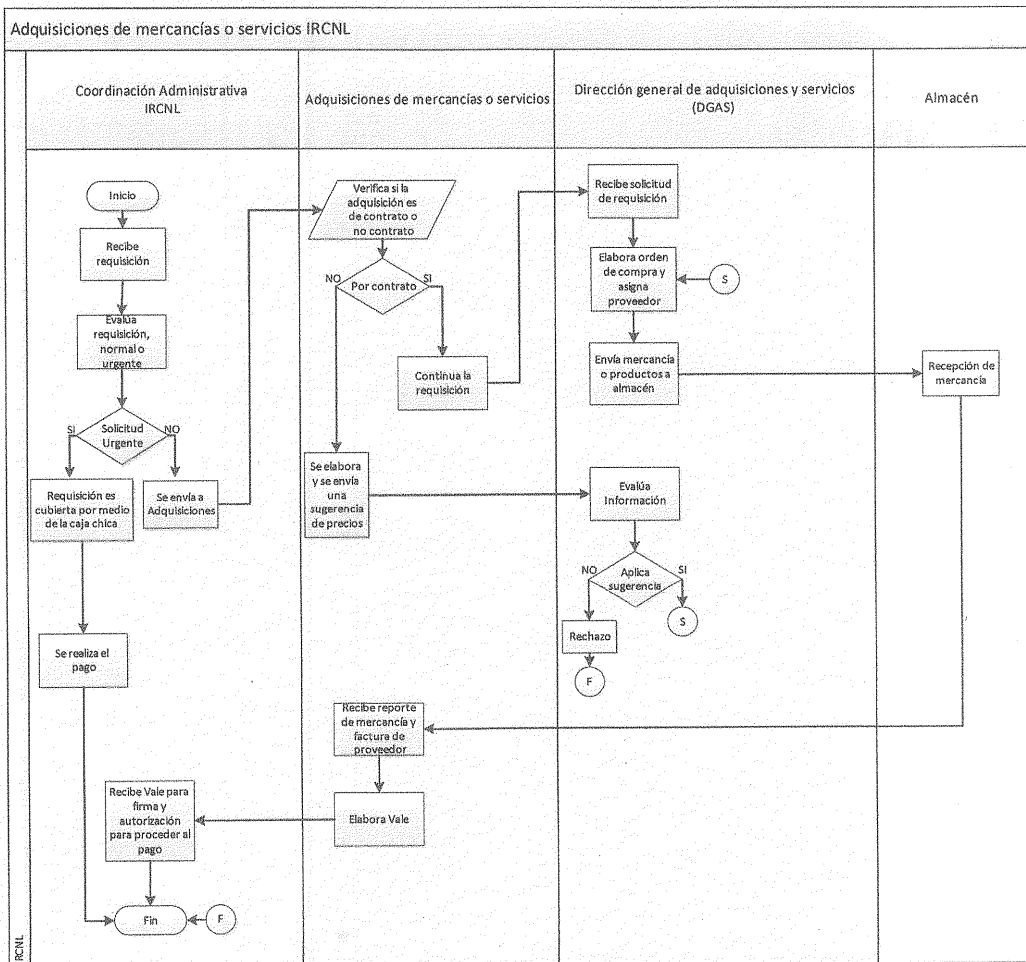 Adquisiciones de mercancías o servicios IRCNL
Coordinación Administrativa
IRCNL
Adquisiciones de mercancías o servicios
Dirección general de adquisiciones y servicios
(DGAS)
Almacén
Inicio
Recibe
requisición
Evalúa
requisición,
normal o
urgente
Solicitud
Urgente
SI
NO
Requisición es
cubierta por medio
de la caja chica
Se envía a
Adquisiciones
Se realiza el
pago
Recibe Vale para
firma y
autorización
para proceder al
pago
Fin
F
Verifica si la
adquisición es
de contrato o
no contrato
Por contrato
NO
SI
Continua la
requisición
Se elabora
y se envía
una
sugerencia
de precios
Recibe reporte
de mercancía y
factura de
proveedor
Elabora Vale
Recibe solicitud
de requisición
Elabora orden
de compra y
asigna
proveedor
S
Envía mercancía
o productos a
almacén
Evalúa
Información
Aplica
sugerencia
NO
SI
Rechazo
S
F
Recepción de
mercancía
RCNL